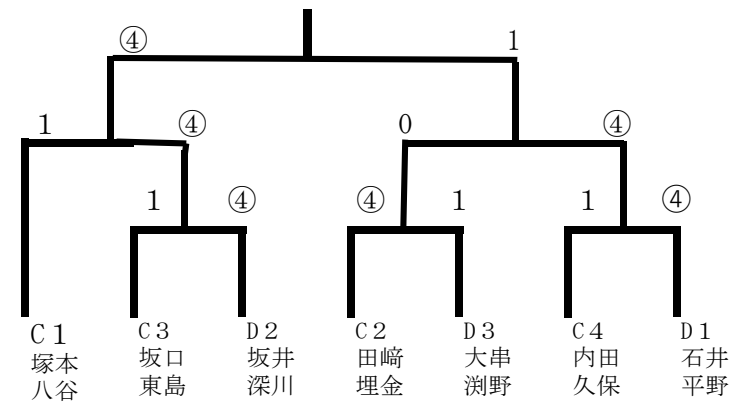 ④ 1
1 ④ 0 ④
1 ④ ④ 1 1 ④
C1 C3 D2 C2 D3 C4 D1
塚本 坂口 坂井 田﨑 大串 内田 石井
八谷 東島 深川 埋金 渕野 久保 平野